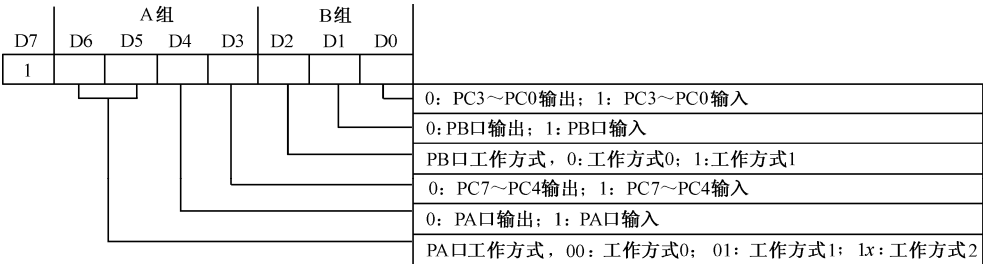 A组 B组
D7 D6 D5 D4 D3 D2 D1 D0
1
0: PC3～PC0输出; 1: PC3～PC0输入
0:PB口输出; 1:PB口输入
PB口工作方式, 0:工作方式0; 1:工作方式1
0: PC7～PC4输出; 1: PC7～PC4输入
0: PA口输出; 1: PA口输入
PA口工作方式, 00: 工作方式0; 01: 工作方式1; 1x: 工作方式2